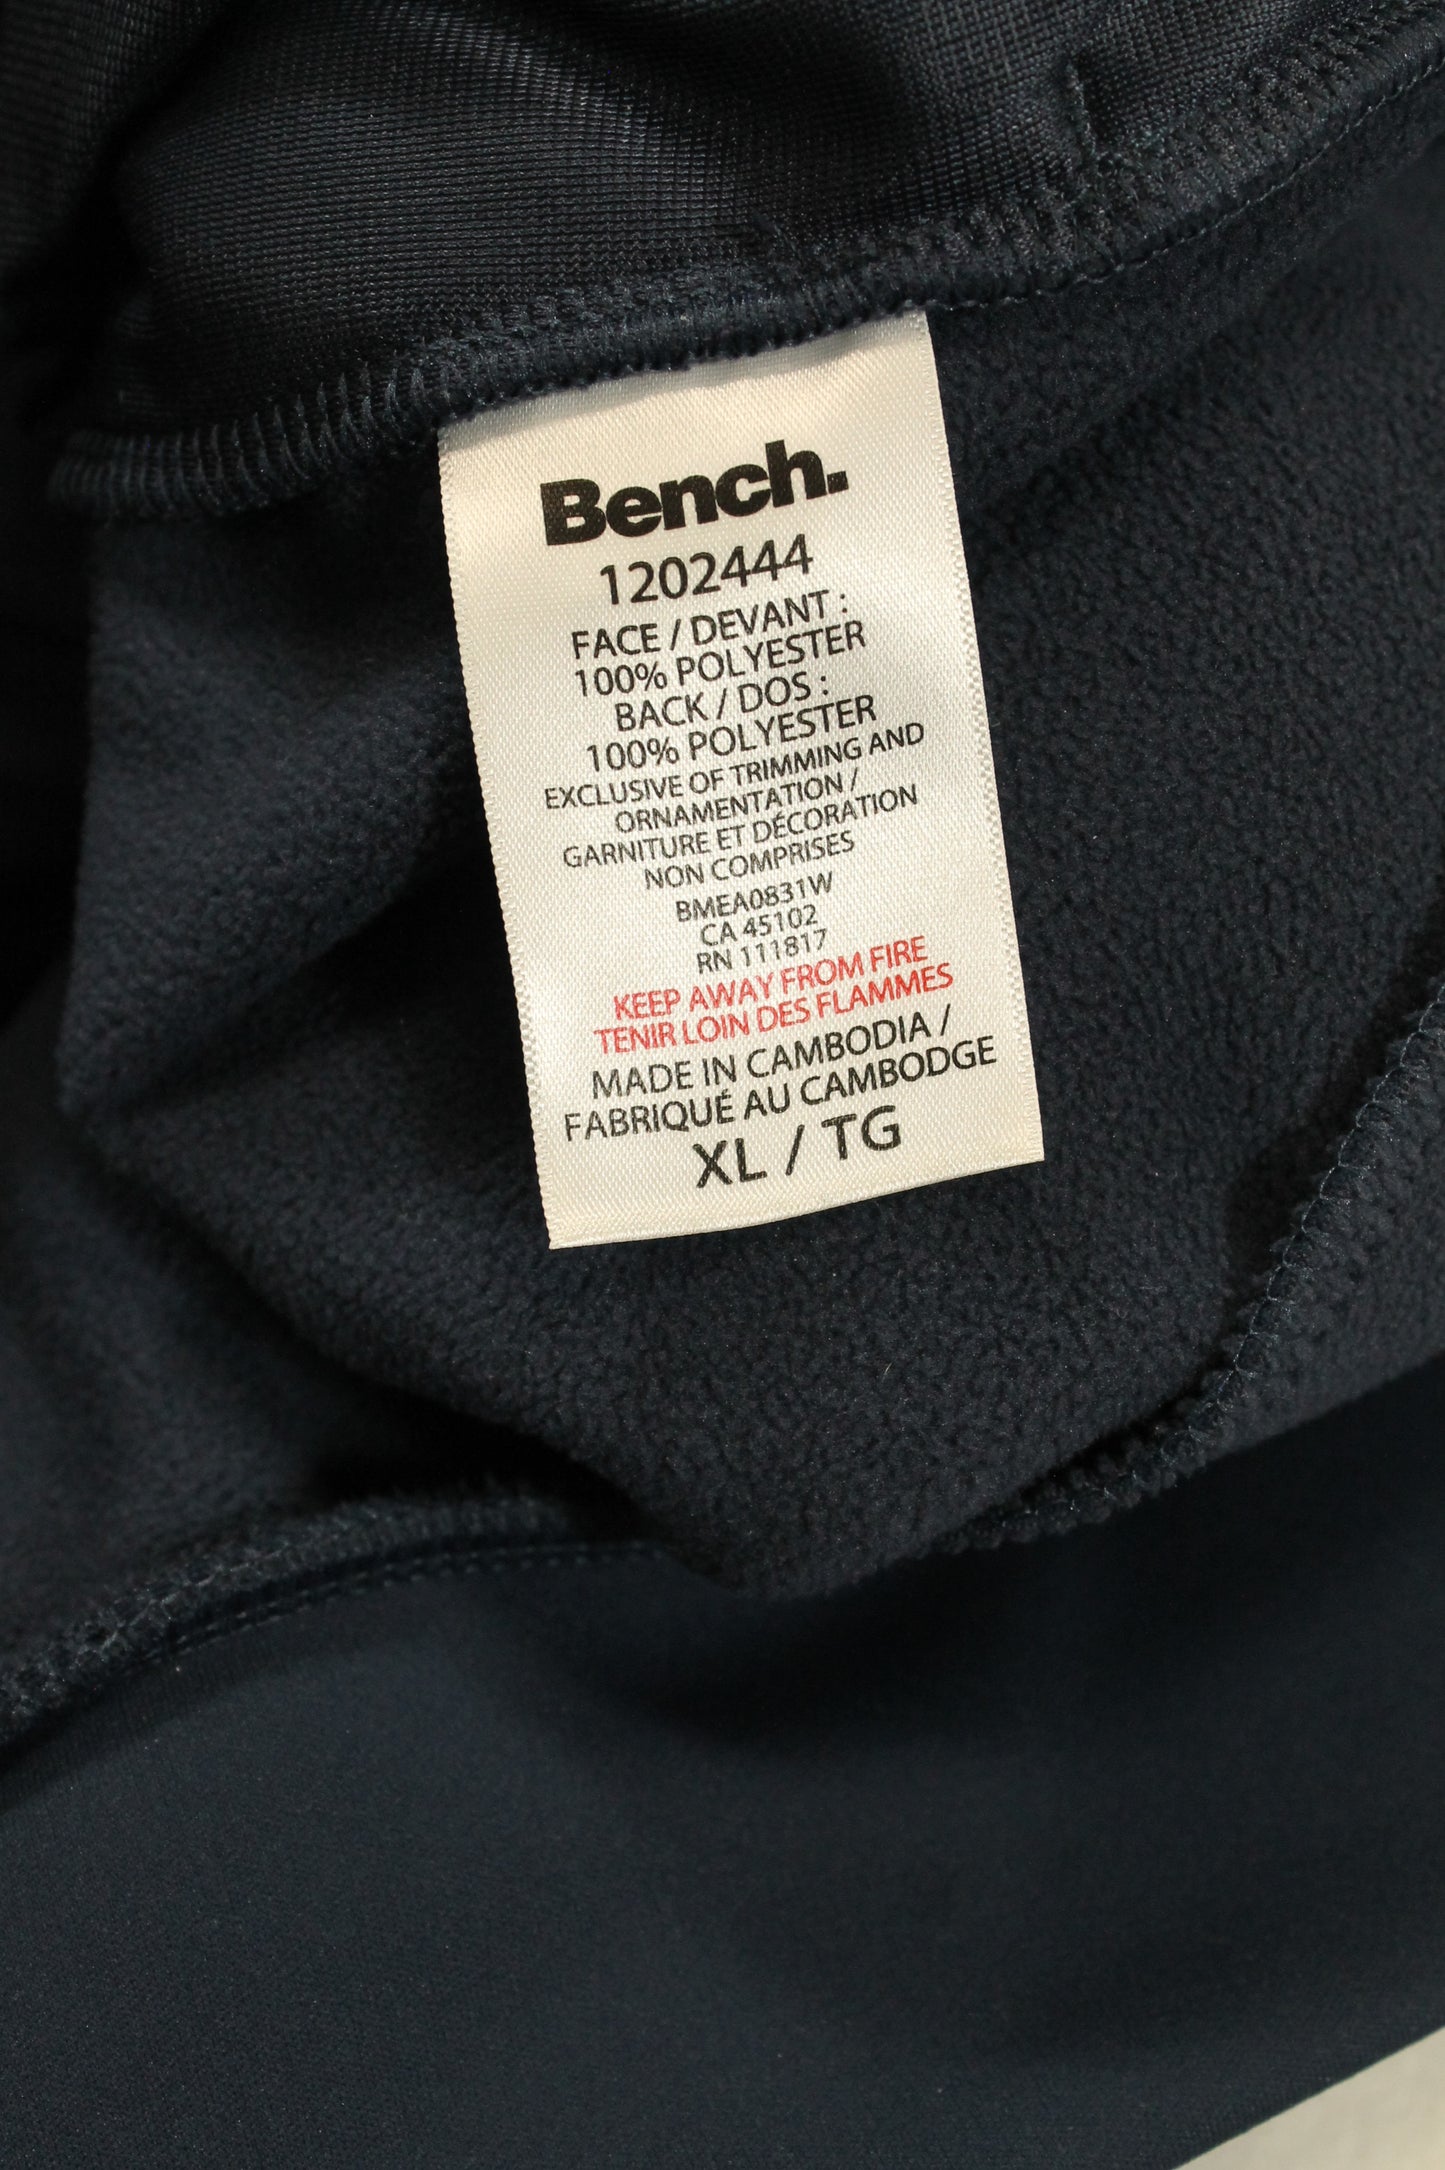 Bench.
1202444
FACE / DEVANT :
100% POLYESTER
BACK / DOS :
100% POLYESTER
EXCLUSIVE OF TRIMMING AND
ORNAMENTATION /
GARNITURE ET DÉCORATION
NON COMPRISES
BMEA0831W
CA 45102
RN 111817
KEEP AWAY FROM FIRE
TENIR LOIN DES FLAMMES
MADE IN CAMBODIA /
FABRIQUÉ AU CAMBODGE
XL / TG